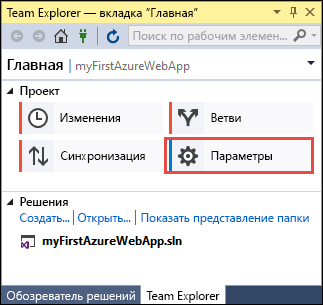 Team Explorer — вкладка "Главная"
Поиск по рабочим элемен...
Главная | myFirstAzureWebApp
Проект
Изменения
Ветви
Синхронизация
Параметры
Решения
Создать... | Открыть... | Показать представление папки
myFirstAzureWebApp.sln
Обозреватель решений Team Explorer